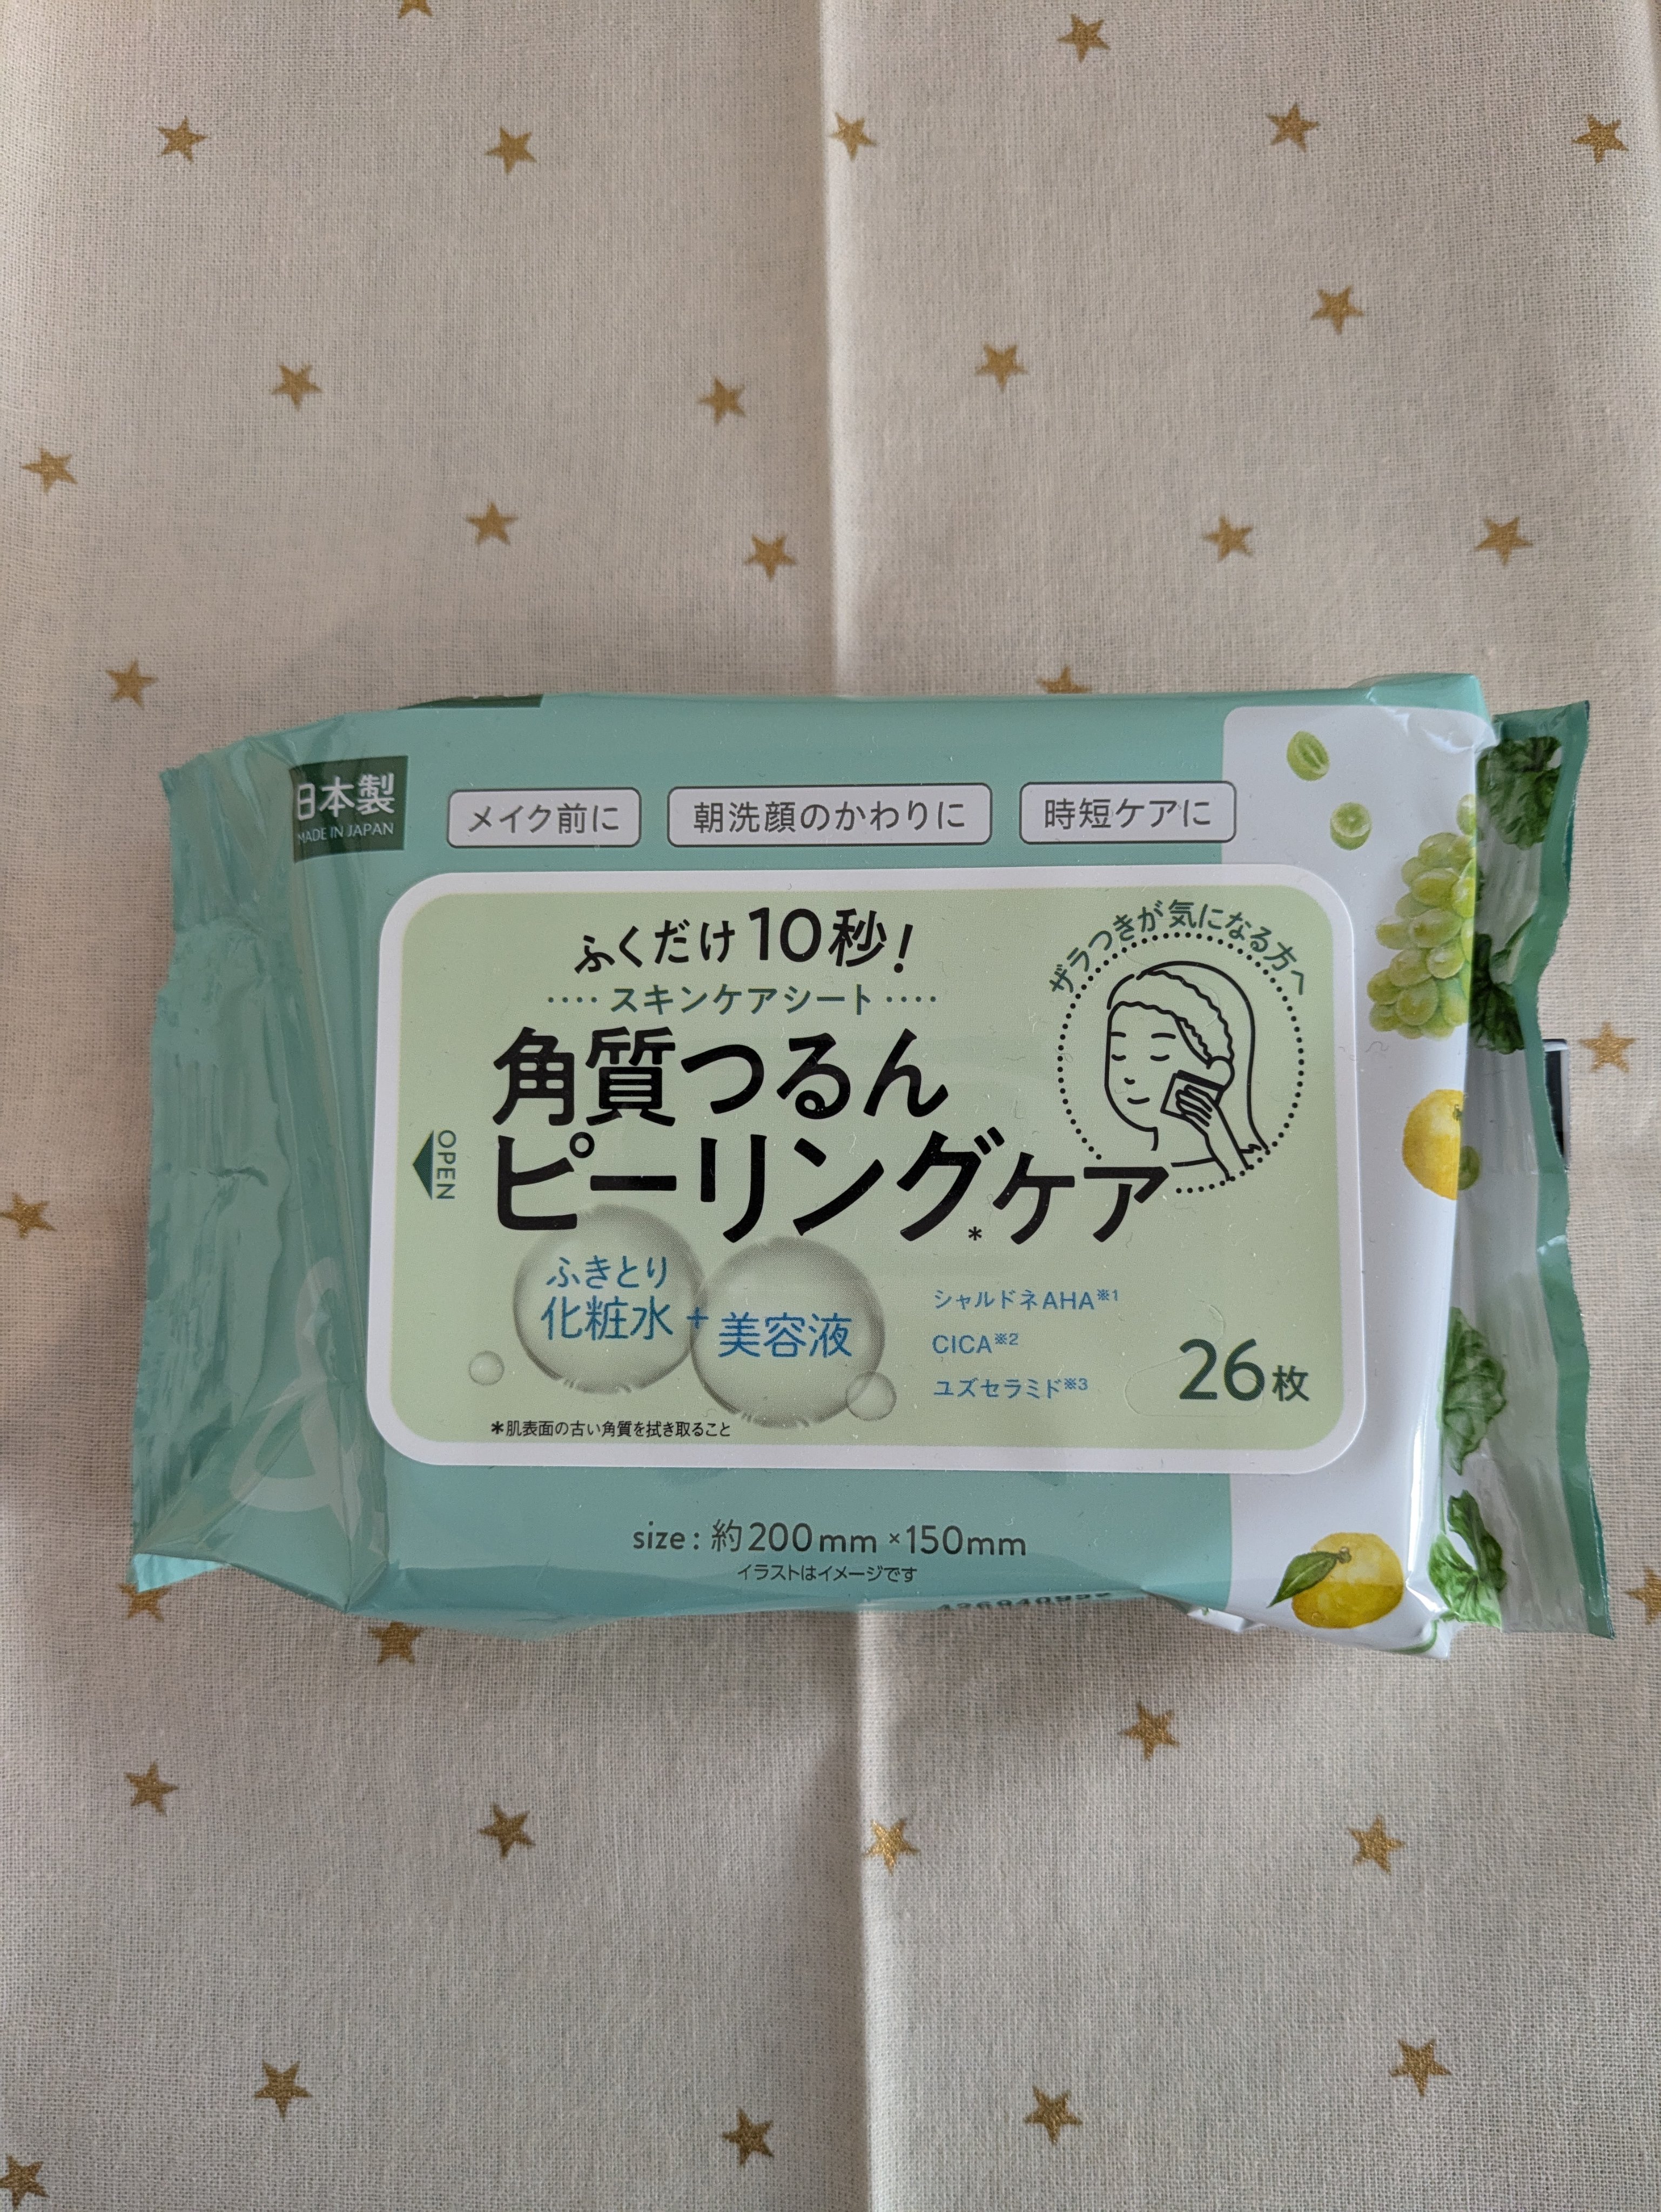 日本製
MADE IN JAPAN
メイク前に
朝洗顔のかわりに
時短ケアに
ふくだけ10秒!
スキンケアシート
角質つるん
ピーリング*ケア
ザラつきが気になる方へ
OPEN
ふきとり
化粧水
+
美容液
シャルドネAHA※1
CICA※2
ユズセラミド※3
26枚
*肌表面の古い角質を拭き取ること
size:約200mm×150mm
イラストはイメージです